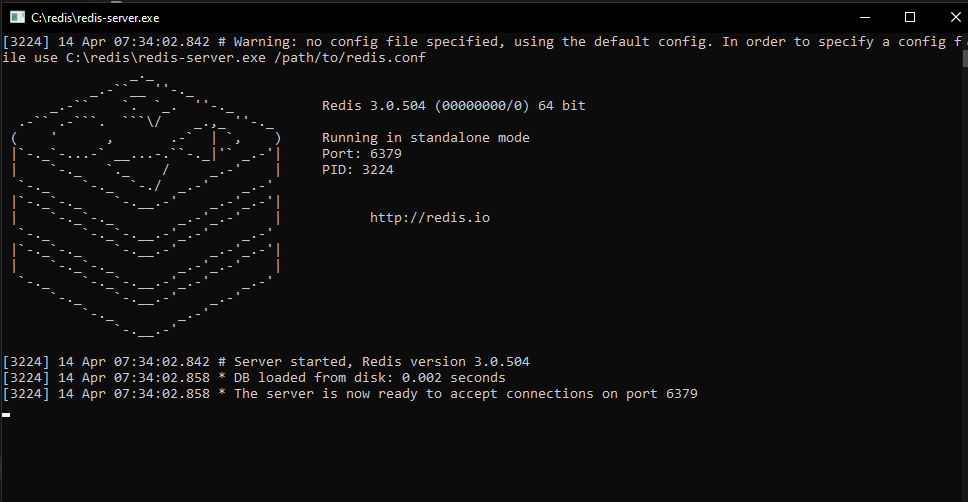 C:\redis\redis-server.exe
[3224] 14 Apr 07:34:02.842 # Warning: no config file specified, using the default config. In order to specify a config f
ile use C:\redis\redis-server.exe /path/to/redis.conf
Redis 3.0.504 (00000000/0) 64 bit
Running in standalone mode
Port: 6379
PID: 3224
http://redis.io
[3224] 14 Apr 07:34:02.842 # Server started, Redis version 3.0.504
[3224] 14 Apr 07:34:02.858 * DB loaded from disk: 0.002 seconds
[3224] 14 Apr 07:34:02.858 * The server is now ready to accept connections on port 6379